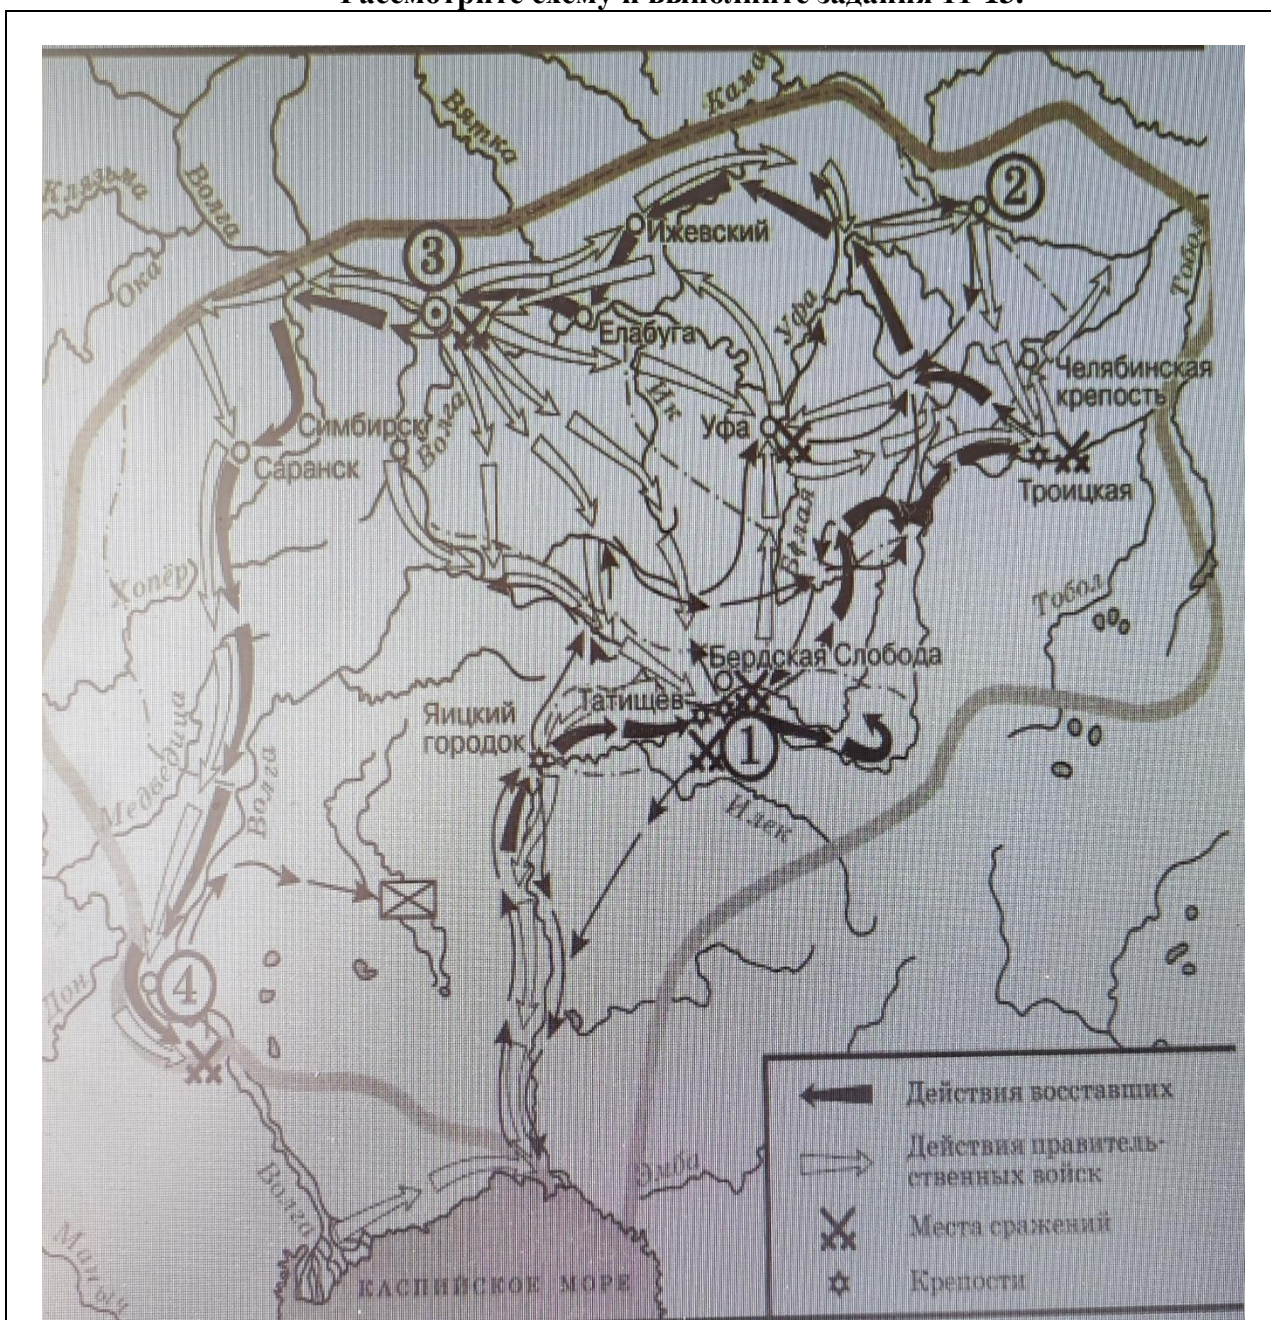 Рассмотрите схему и выполните задания 11-13.
Кама
Вятка
Клязьма
Волга
2
Ижевский
3
Ока
Тобол
Уфа
Елабуга
Челябинская
крепость
Ик
Волга
Симбирск
Уфа
Саранск
Троицкая
Белая
Хопёр
Тобол
Бердская Слобода
Татищев
Яицкий
городок
1
Медведица
Волга
Илек
4
Дон
Действия восставших
Действия правитель-
ственных войск
Эмба
Волга
Места сражений
Маныч
Крепости
КАСПИЙСКОЕ МОРЕ